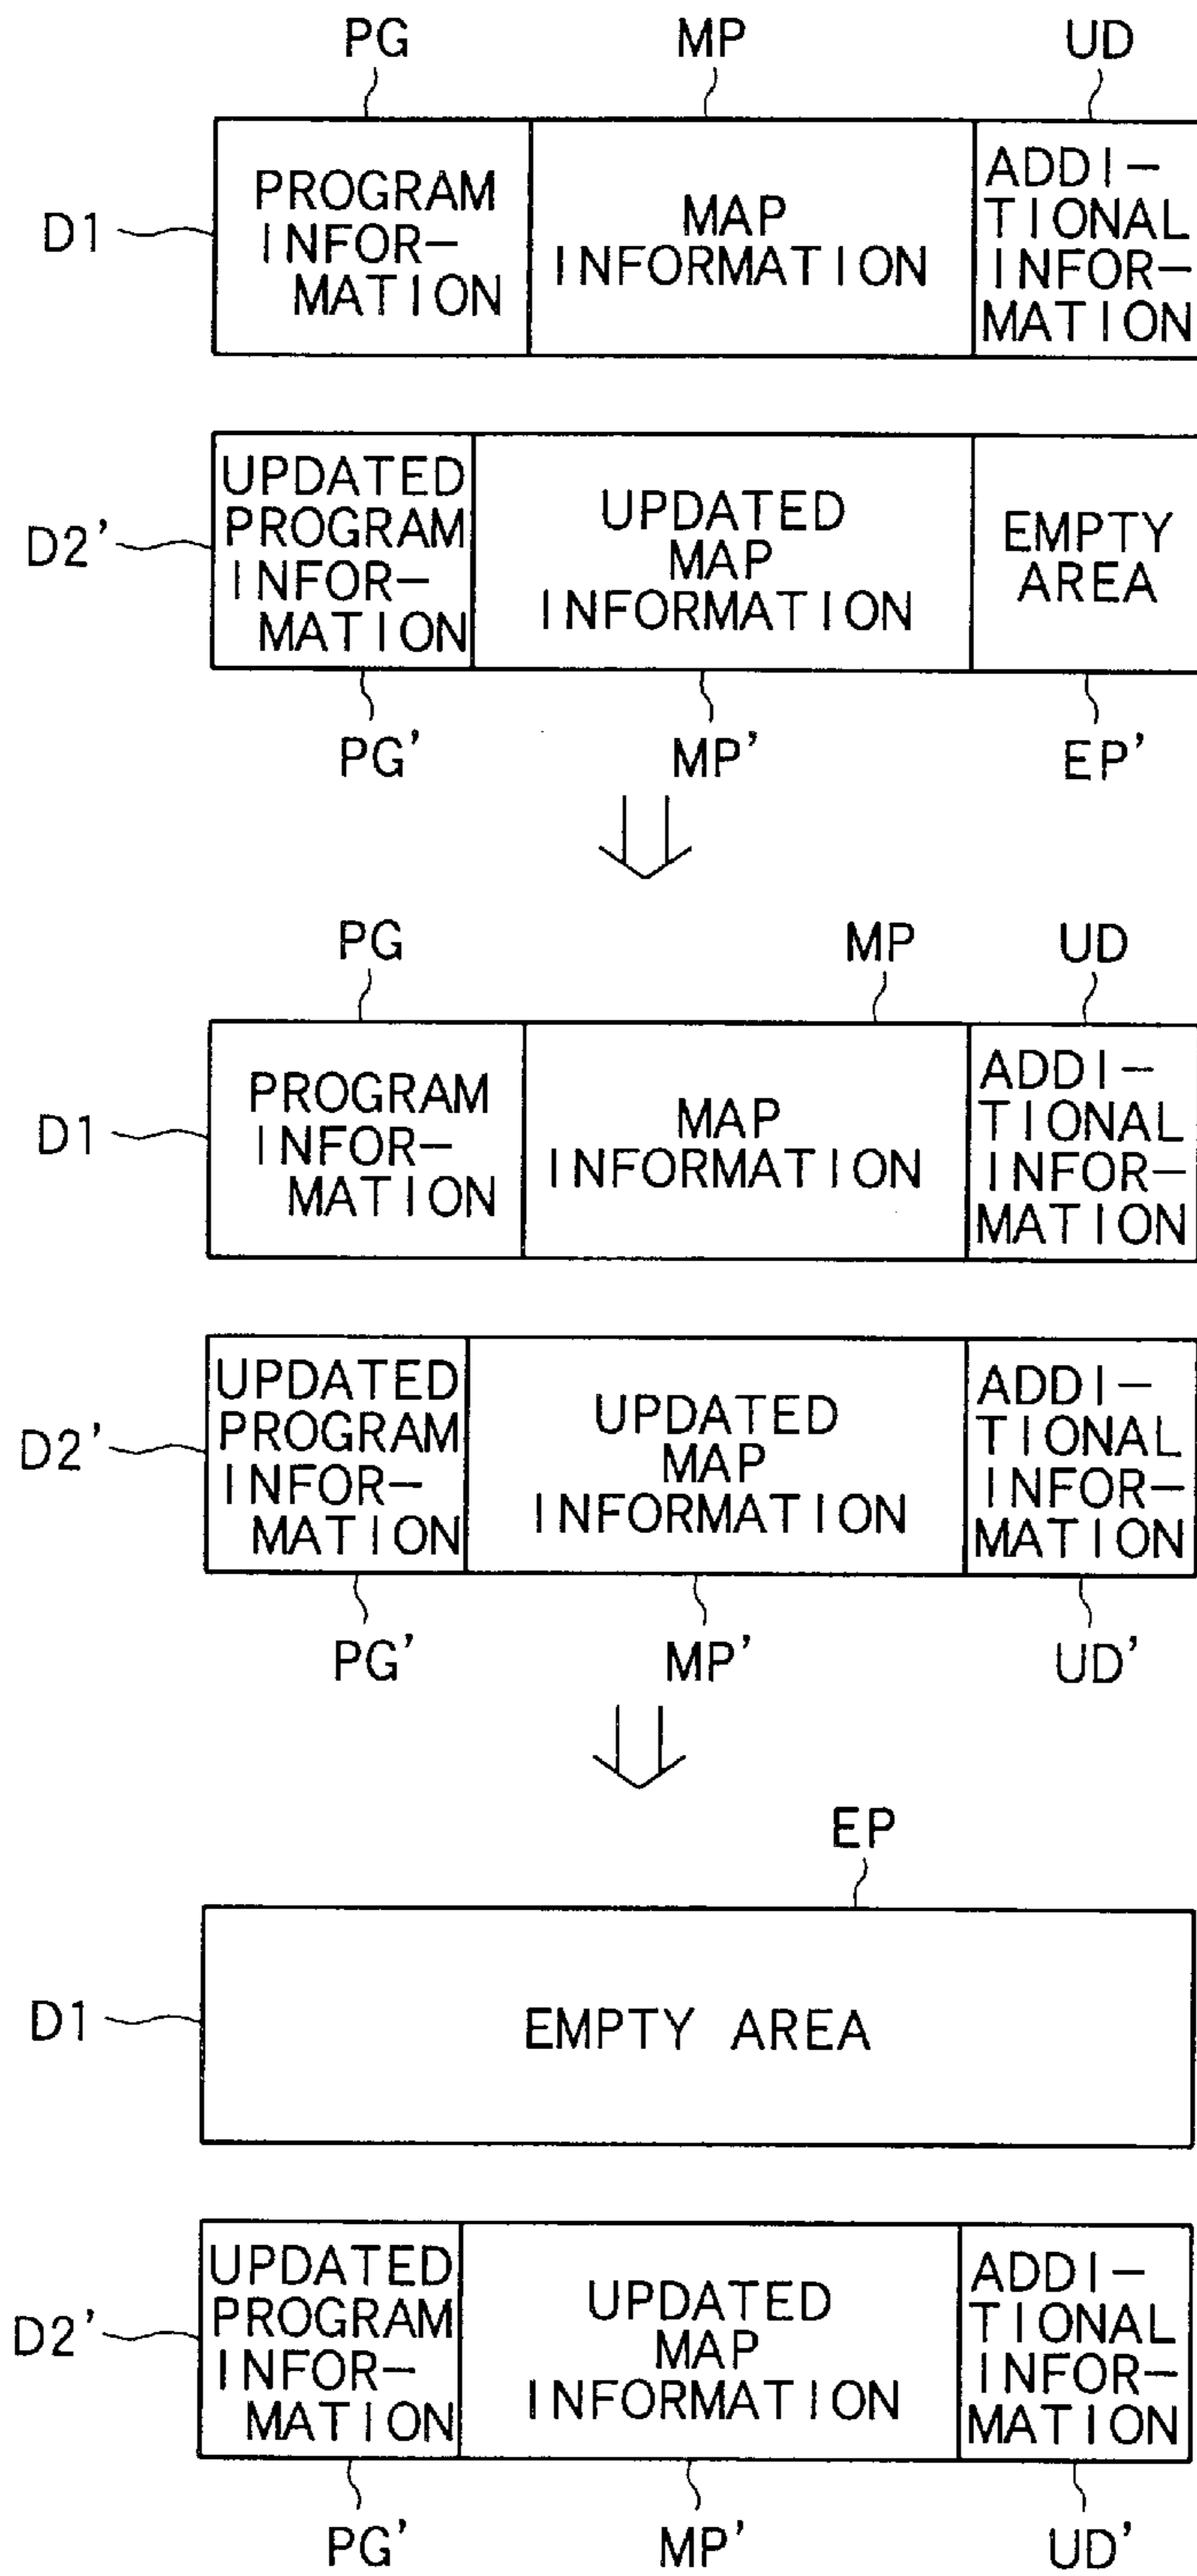 PG MP UD
D1
PROGRAM
INFOR-
MATION
MAP
INFORMATION
ADDI-
TIONAL
INFOR-
MATION
D2'
UPDATED
PROGRAM
INFOR-
MATION
UPDATED
MAP
INFORMATION
EMPTY
AREA
PG' MP' EP'
PG MP UD
D1
PROGRAM
INFOR-
MATION
MAP
INFORMATION
ADDI-
TIONAL
INFOR-
MATION
D2'
UPDATED
PROGRAM
INFOR-
MATION
UPDATED
MAP
INFORMATION
ADDI-
TIONAL
INFOR-
MATION
PG' MP' UD'
EP
D1
EMPTY AREA
D2'
UPDATED
PROGRAM
INFOR-
MATION
UPDATED
MAP
INFORMATION
ADDI-
TIONAL
INFOR-
MATION
PG' MP' UD'